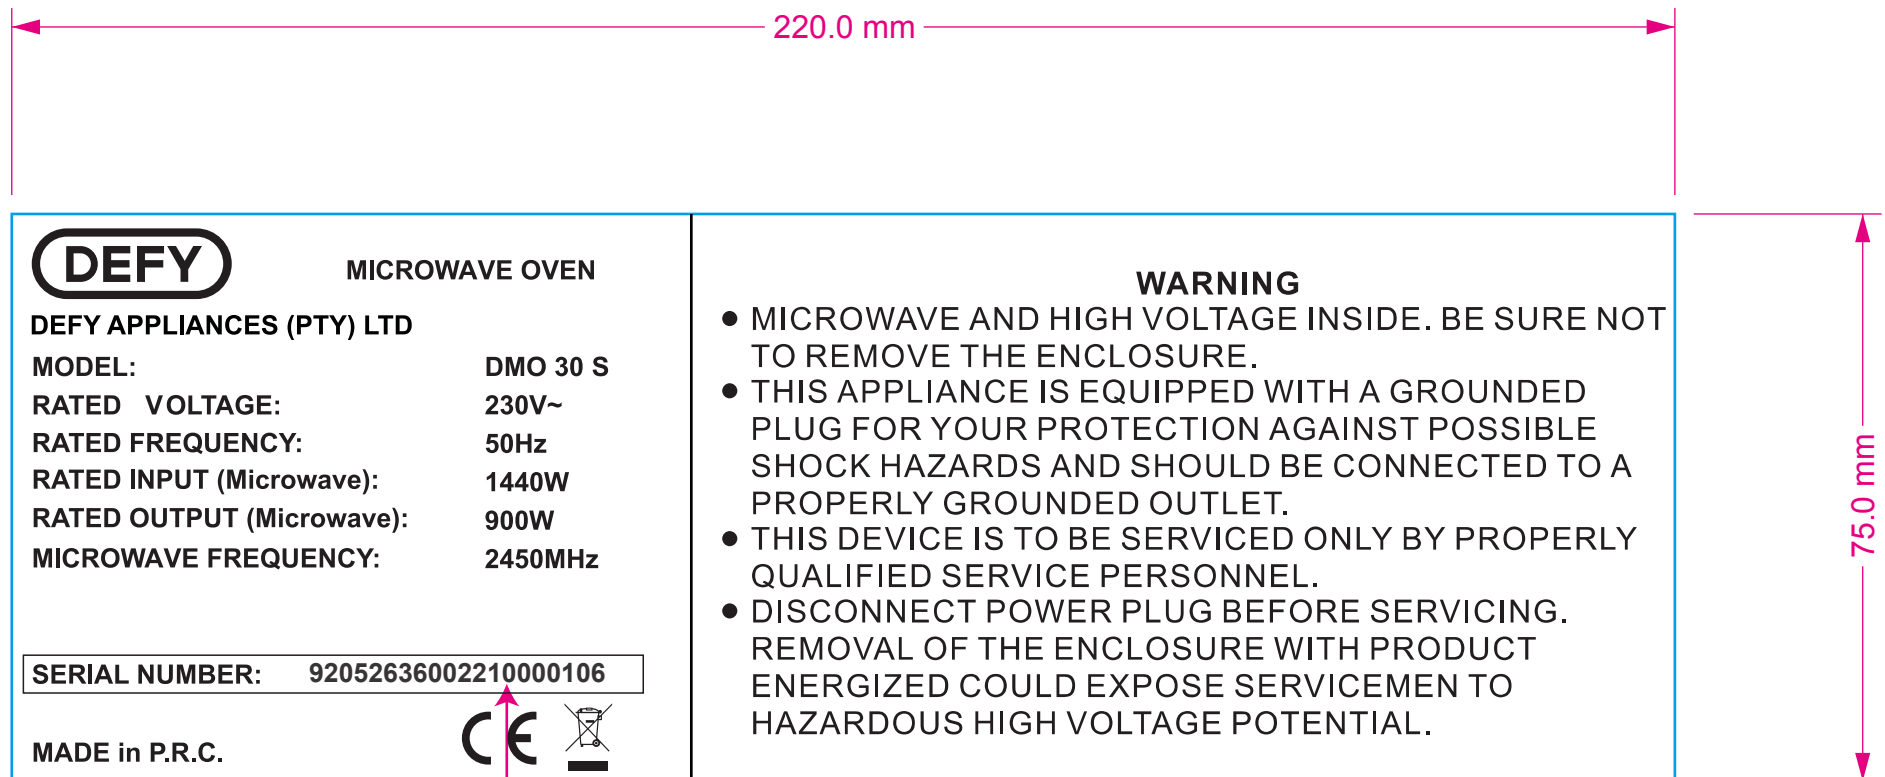 220.0 mm
DEFY
MICROWAVE OVEN
DEFY APPLIANCES (PTY) LTD
MODEL: DMO 30 S
RATED VOLTAGE: 230V~
RATED FREQUENCY: 50Hz
RATED INPUT (Microwave): 1440W
RATED OUTPUT (Microwave): 900W
MICROWAVE FREQUENCY: 2450MHz
SERIAL NUMBER: 92052636002210000106
MADE in P.R.C.
CE
WARNING
● MICROWAVE AND HIGH VOLTAGE INSIDE. BE SURE NOT
TO REMOVE THE ENCLOSURE.
● THIS APPLIANCE IS EQUIPPED WITH A GROUNDED
PLUG FOR YOUR PROTECTION AGAINST POSSIBLE
SHOCK HAZARDS AND SHOULD BE CONNECTED TO A
PROPERLY GROUNDED OUTLET.
● THIS DEVICE IS TO BE SERVICED ONLY BY PROPERLY
QUALIFIED SERVICE PERSONNEL.
● DISCONNECT POWER PLUG BEFORE SERVICING.
REMOVAL OF THE ENCLOSURE WITH PRODUCT
ENERGIZED COULD EXPOSE SERVICEMEN TO
HAZARDOUS HIGH VOLTAGE POTENTIAL.
75.0 mm